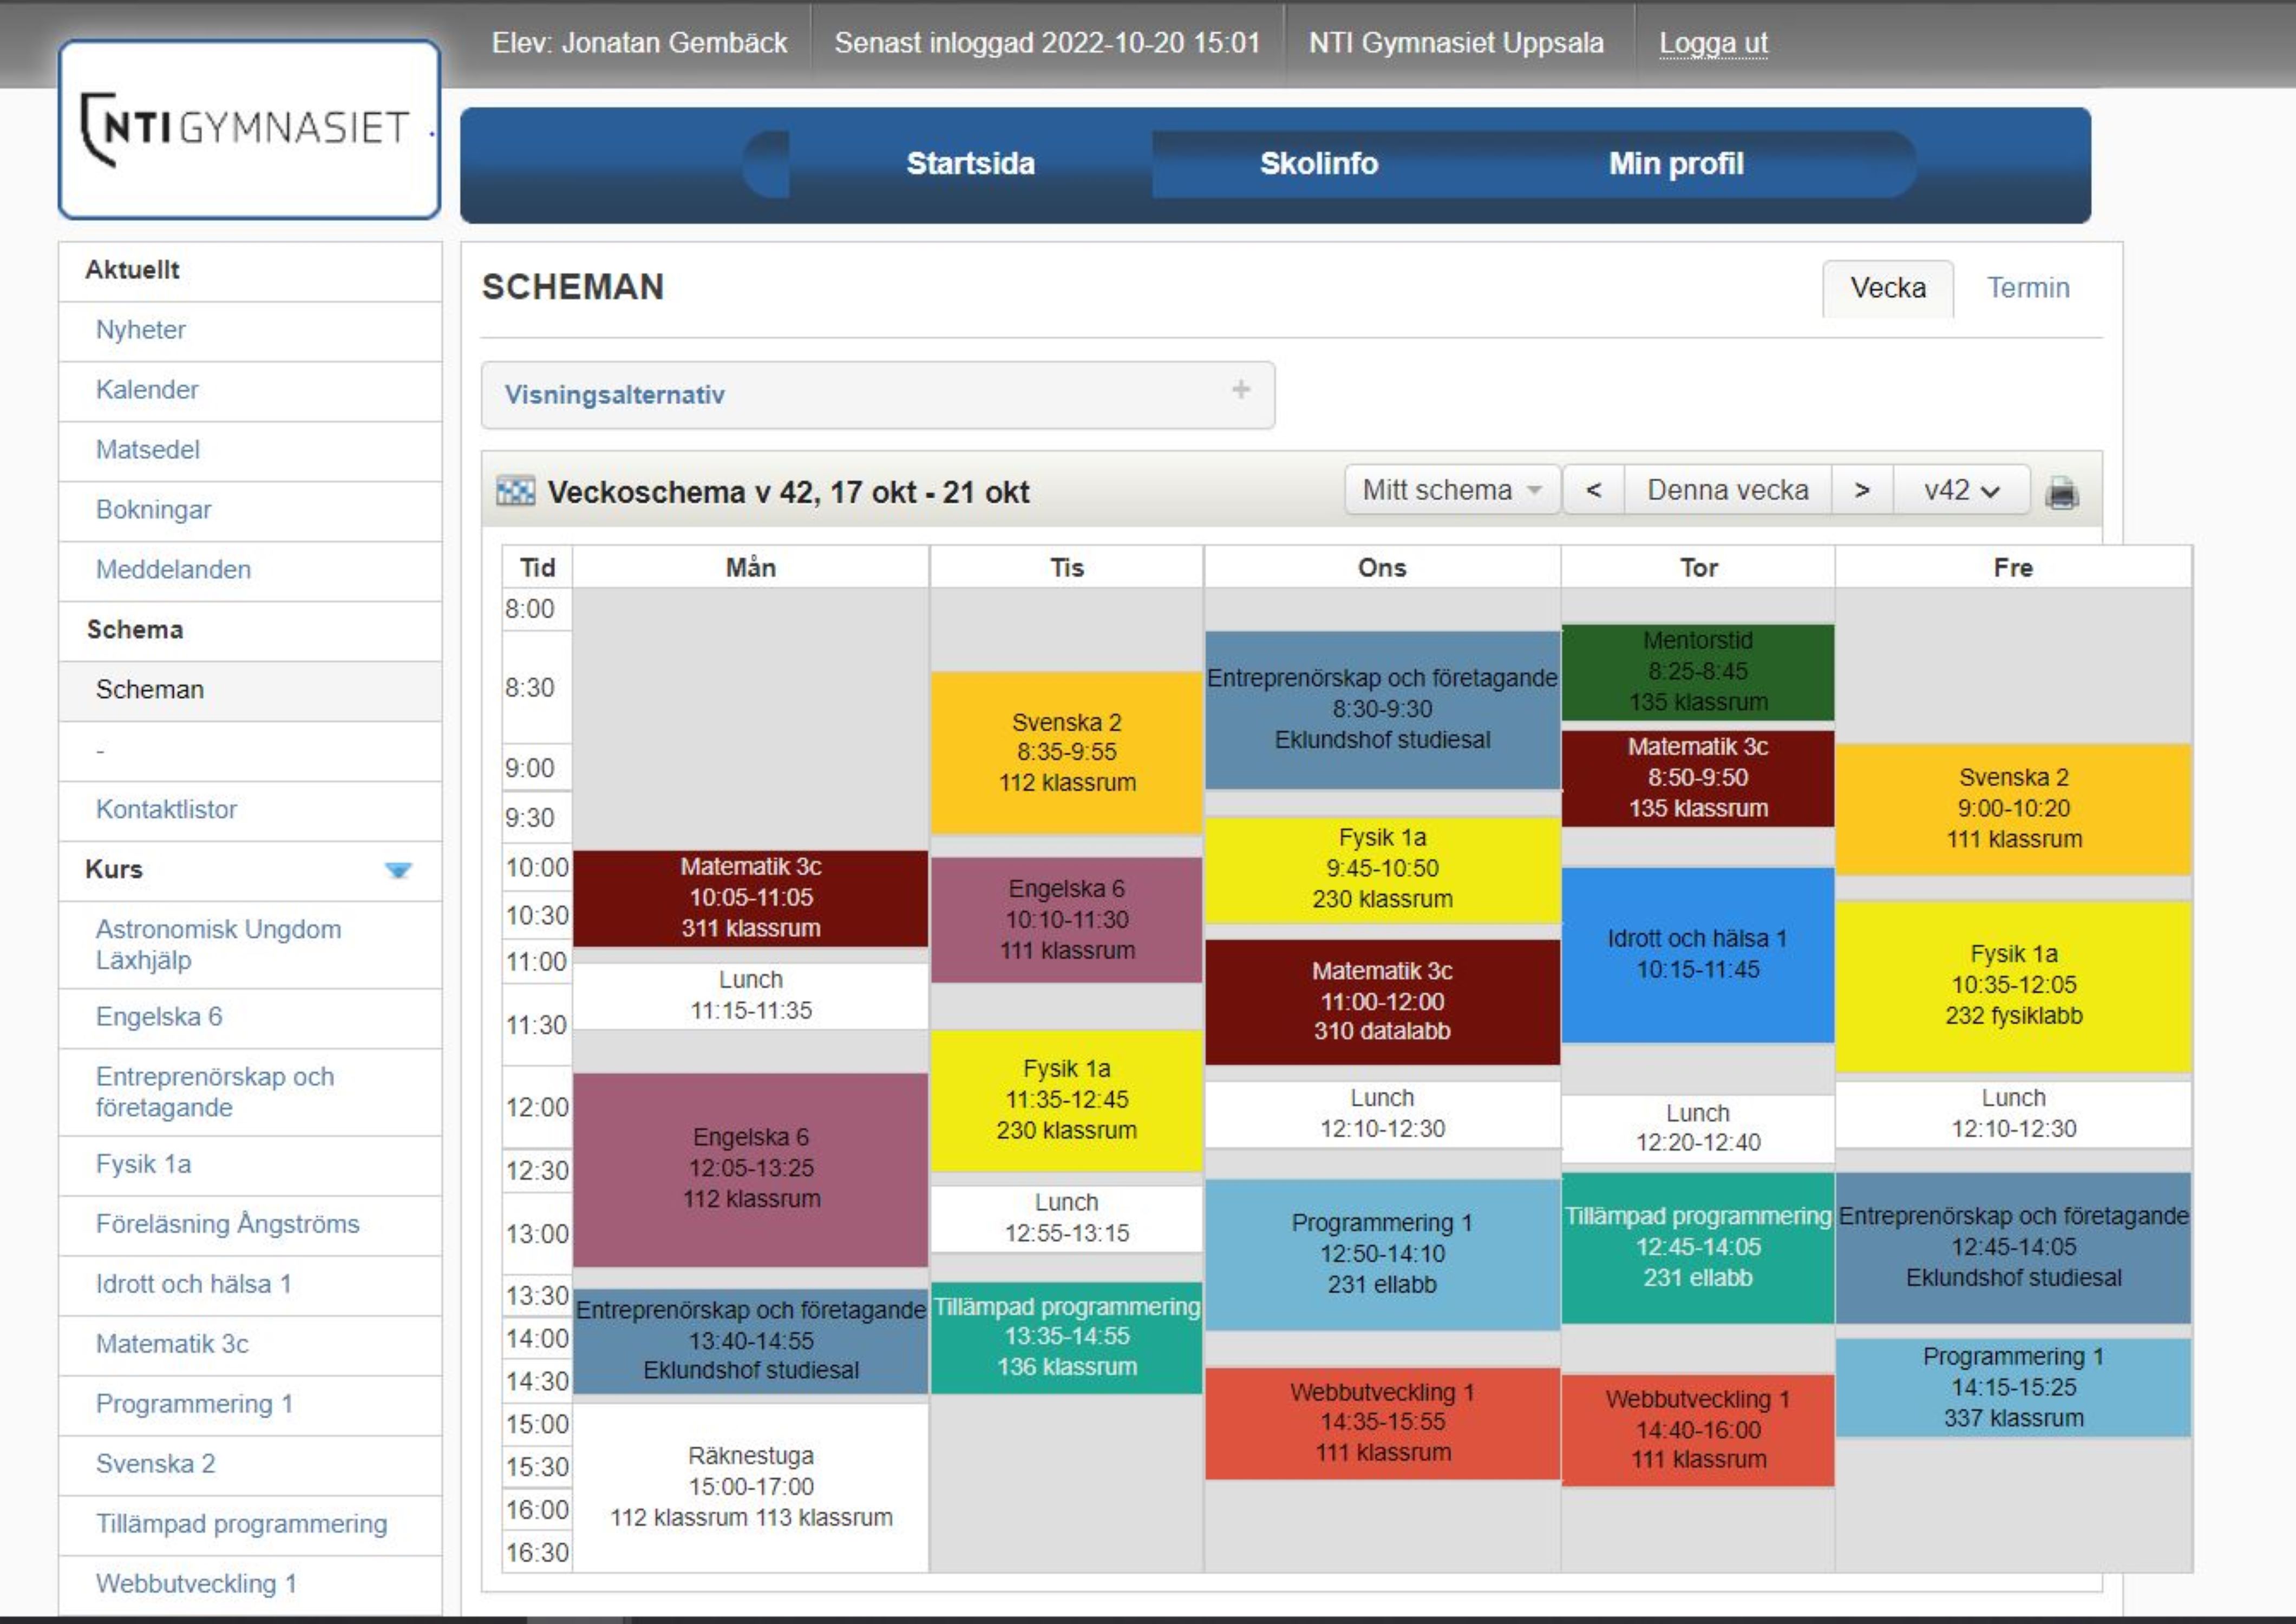 Elev: Jonatan Gembäck
Senast inloggad 2022-10-20 15:01
NTI Gymnasiet Uppsala
Logga ut
NTI GYMNASIET
Startsida
Skolinfo
Min profil
Aktuellt
Nyheter
Kalender
Matsedel
Bokningar
Meddelanden
Schema
Scheman
-
Kontaktlistor
Kurs
Astronomisk Ungdom
Läxhjälp
Engelska 6
Entreprenörskap och
företagande
Fysik 1a
Föreläsning Ångströms
Idrott och hälsa 1
Matematik 3c
Programmering 1
Svenska 2
Tillämpad programmering
Webbutveckling 1
SCHEMAN
Vecka
Termin
Visningsalternativ
+
Veckoschema v 42, 17 okt - 21 okt
Mitt schema
<
Denna vecka
>
v42
Tid
8:00
8:30
9:00
9:30
10:00
10:30
11:00
11:30
12:00
12:30
13:00
13:30
14:00
14:30
15:00
15:30
16:00
16:30
Mån
Matematik 3c
10:05-11:05
311 klassrum
Lunch
11:15-11:35
Engelska 6
12:05-13:25
112 klassrum
Entreprenörskap och företagande
13:40-14:55
Eklundshof studiesal
Räknestuga
15:00-17:00
112 klassrum 113 klassrum
Tis
Svenska 2
8:35-9:55
112 klassrum
Engelska 6
10:10-11:30
111 klassrum
Fysik 1a
11:35-12:45
230 klassrum
Lunch
12:55-13:15
Tillämpad programmering
13:35-14:55
136 klassrum
Ons
Entreprenörskap och företagande
8:30-9:30
Eklundshof studiesal
Fysik 1a
9:45-10:50
230 klassrum
Matematik 3c
11:00-12:00
310 datalabb
Lunch
12:10-12:30
Programmering 1
12:50-14:10
231 ellabb
Webbutveckling 1
14:35-15:55
111 klassrum
Tor
Mentorstid
8:25-8:45
135 klassrum
Matematik 3c
8:50-9:50
135 klassrum
Idrott och hälsa 1
10:15-11:45
Lunch
12:20-12:40
Tillämpad programmering
12:45-14:05
231 ellabb
Webbutveckling 1
14:40-16:00
111 klassrum
Fre
Svenska 2
9:00-10:20
111 klassrum
Fysik 1a
10:35-12:05
232 fysiklabb
Lunch
12:10-12:30
Entreprenörskap och företagande
12:45-14:05
Eklundshof studiesal
Programmering 1
14:15-15:25
337 klassrum